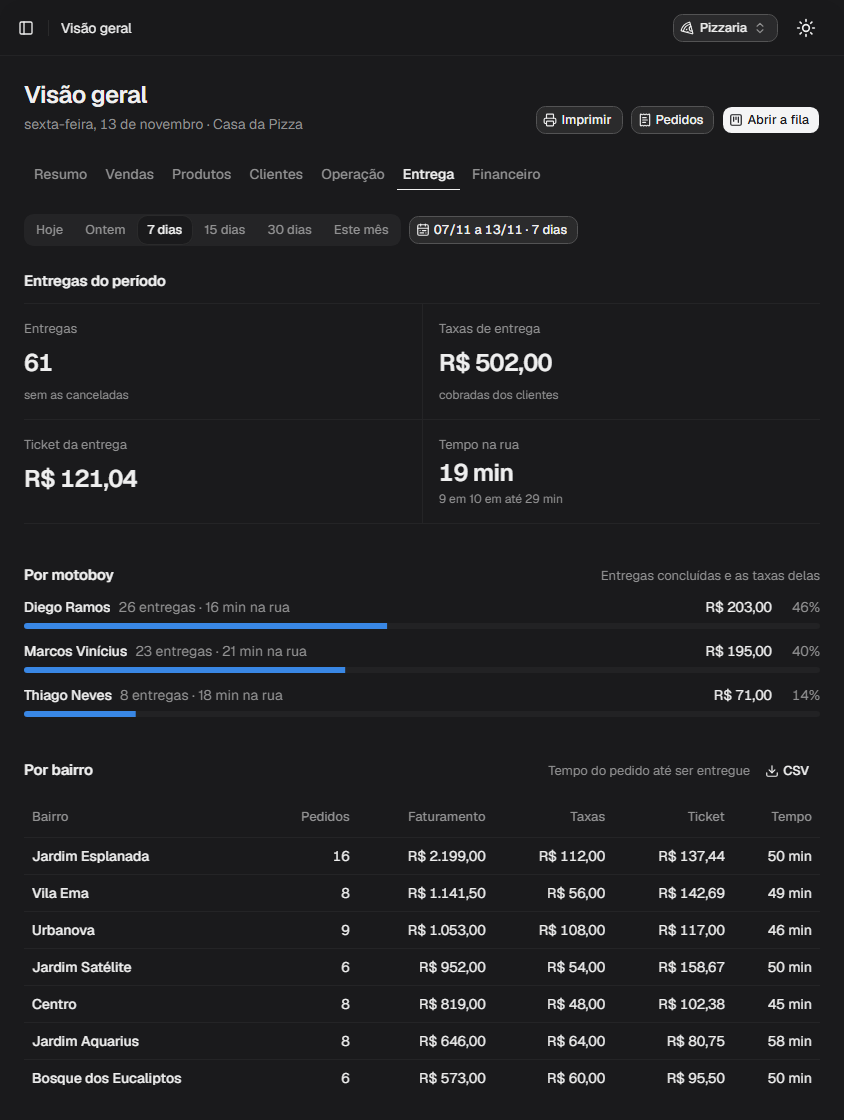 Visão geral
Pizzaria
Visão geral
sexta-feira, 13 de novembro · Casa da Pizza
Imprimir
Pedidos
Abrir a fila
Resumo Vendas Produtos Clientes Operação Entrega Financeiro
Hoje Ontem 7 dias 15 dias 30 dias Este mês 07/11 a 13/11 · 7 dias
Entregas do período
Entregas
61
sem as canceladas
Taxas de entrega
R$ 502,00
cobradas dos clientes
Ticket da entrega
R$ 121,04
Tempo na rua
19 min
9 em 10 em até 29 min
Por motoboy Entregas concluídas e as taxas delas
Diego Ramos 26 entregas · 16 min na rua R$ 203,00 46%
Marcos Vinícius 23 entregas · 21 min na rua R$ 195,00 40%
Thiago Neves 8 entregas · 18 min na rua R$ 71,00 14%
Por bairro Tempo do pedido até ser entregue CSV
Bairro Pedidos Faturamento Taxas Ticket Tempo
Jardim Esplanada 16 R$ 2.199,00 R$ 112,00 R$ 137,44 50 min
Vila Ema 8 R$ 1.141,50 R$ 56,00 R$ 142,69 49 min
Urbanova 9 R$ 1.053,00 R$ 108,00 R$ 117,00 46 min
Jardim Satélite 6 R$ 952,00 R$ 54,00 R$ 158,67 50 min
Centro 8 R$ 819,00 R$ 48,00 R$ 102,38 45 min
Jardim Aquarius 8 R$ 646,00 R$ 64,00 R$ 80,75 58 min
Bosque dos Eucaliptos 6 R$ 573,00 R$ 60,00 R$ 95,50 50 min